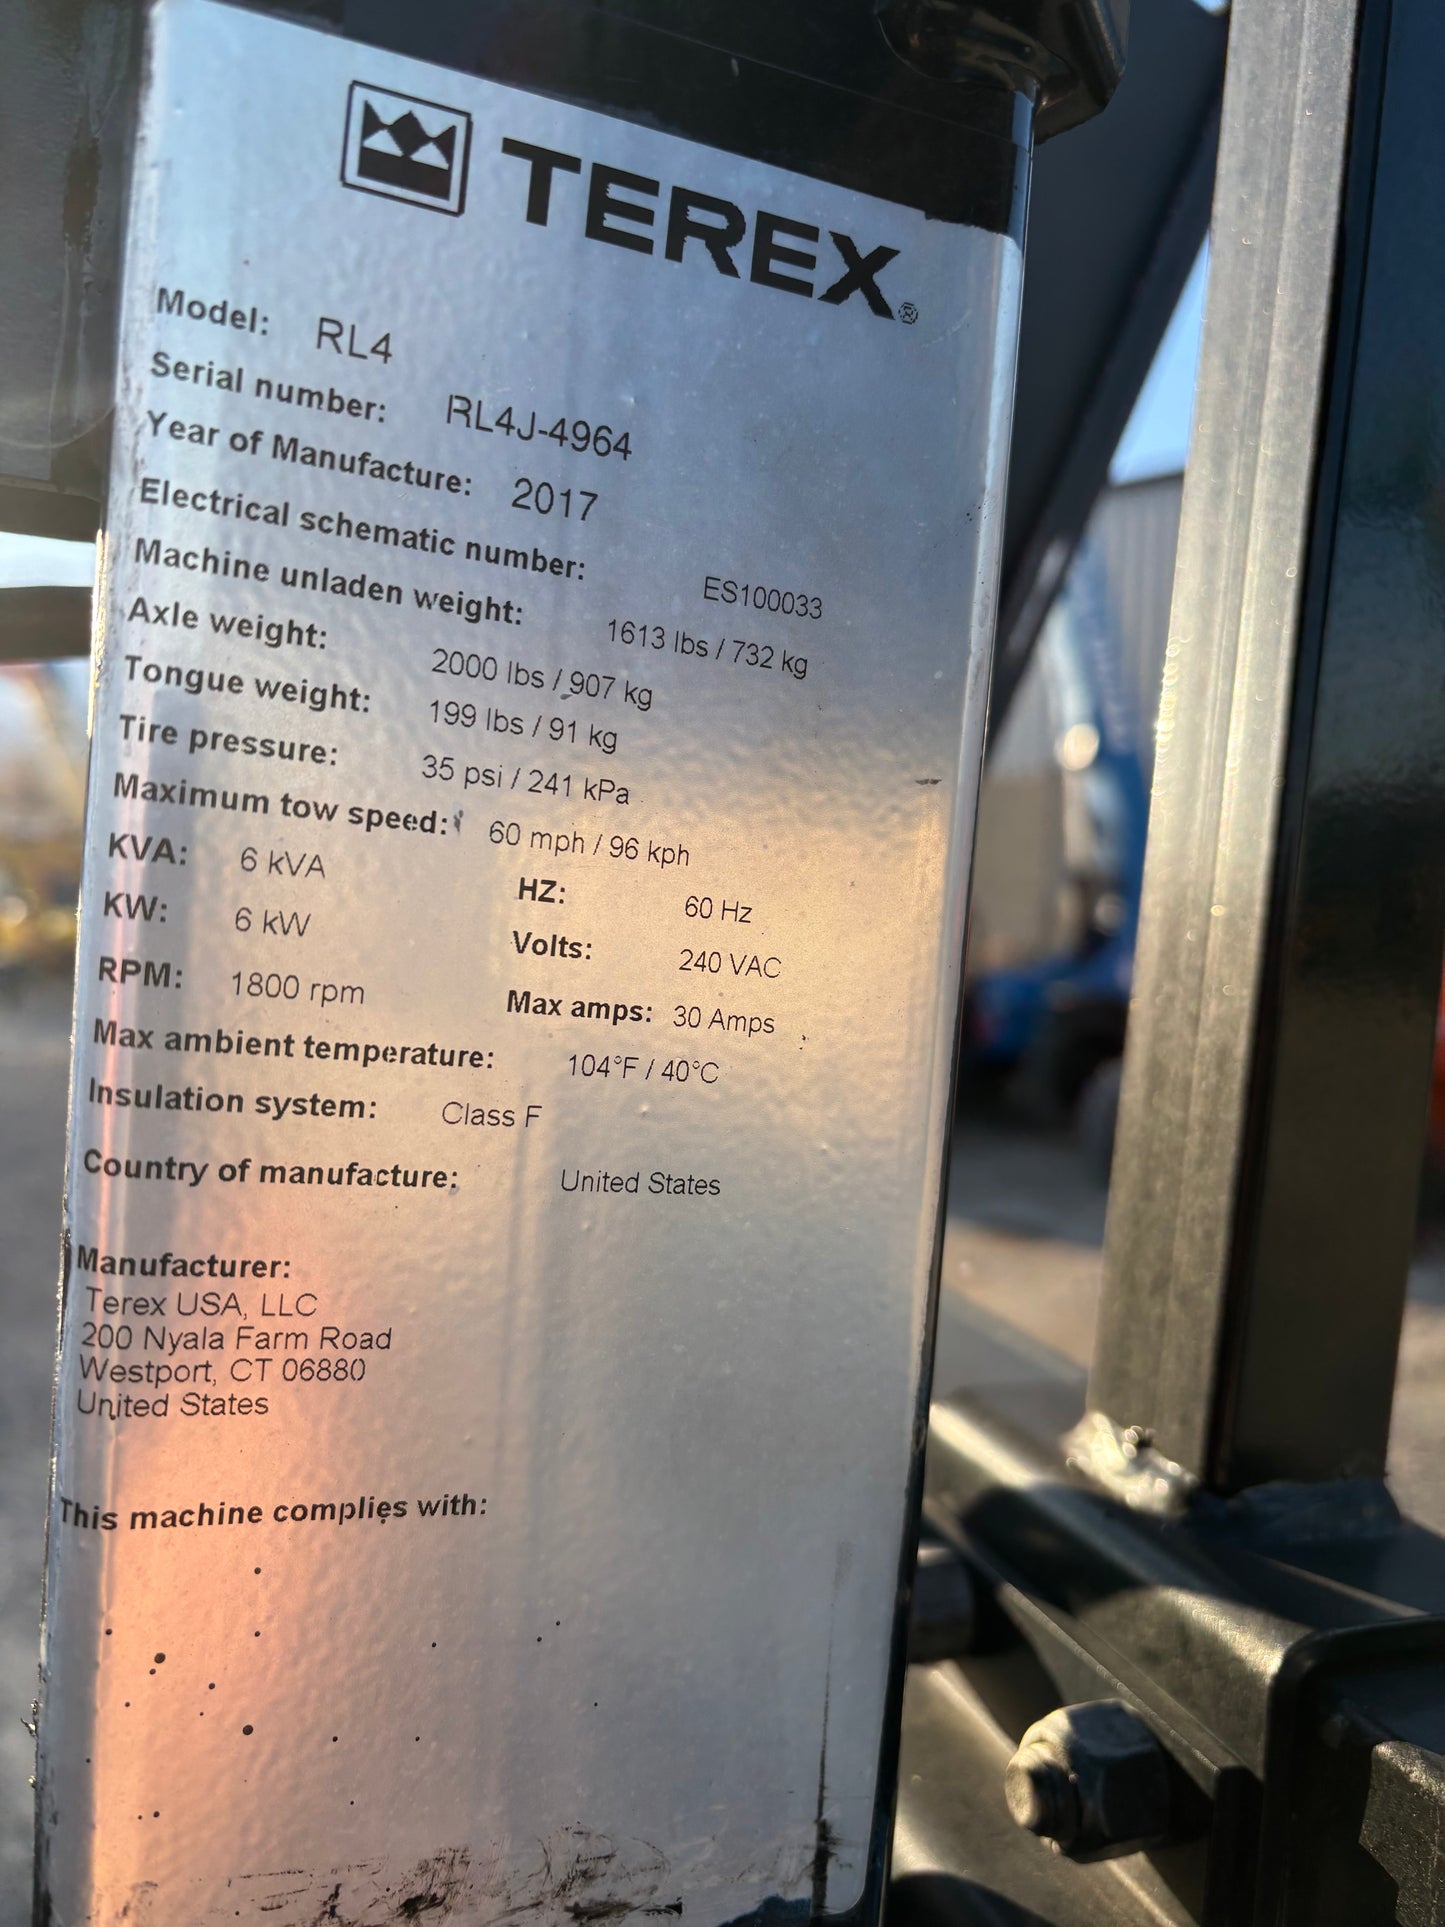 TEREX®
Model: RL4
Serial number: RL4J-4964
Year of Manufacture: 2017
Electrical schematic number: ES100033
Machine unladen weight: 1613 lbs / 732 kg
Axle weight: 2000 lbs / 907 kg
Tongue weight: 199 lbs / 91 kg
Tire pressure: 35 psi / 241 kPa
Maximum tow speed: 60 mph / 96 kph
KVA: 6 kVA HZ: 60 Hz
KW: 6 kW Volts: 240 VAC
RPM: 1800 rpm Max amps: 30 Amps
Max ambient temperature: 104°F / 40°C
Insulation system: Class F
Country of manufacture: United States
Manufacturer:
Terex USA, LLC
200 Nyala Farm Road
Westport, CT 06880
United States
This machine complies with: